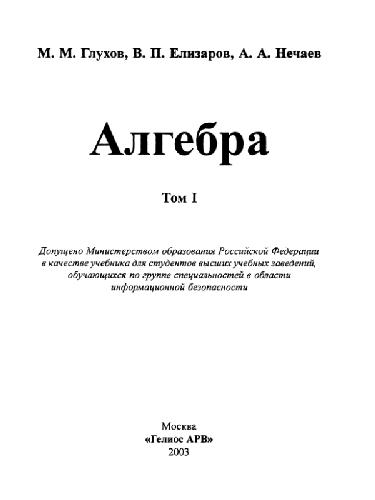 М. М. Глухов, В. П. Елизаров, А. А. Нечаев
Алгебра
Том I
Допущено Министерством образования Российской Федерации
в качестве учебника для студентов высших учебных заведений,
обучающихся по группе специальностей в области
информационной безопасности
Москва
«Гелиос АРВ»
2003